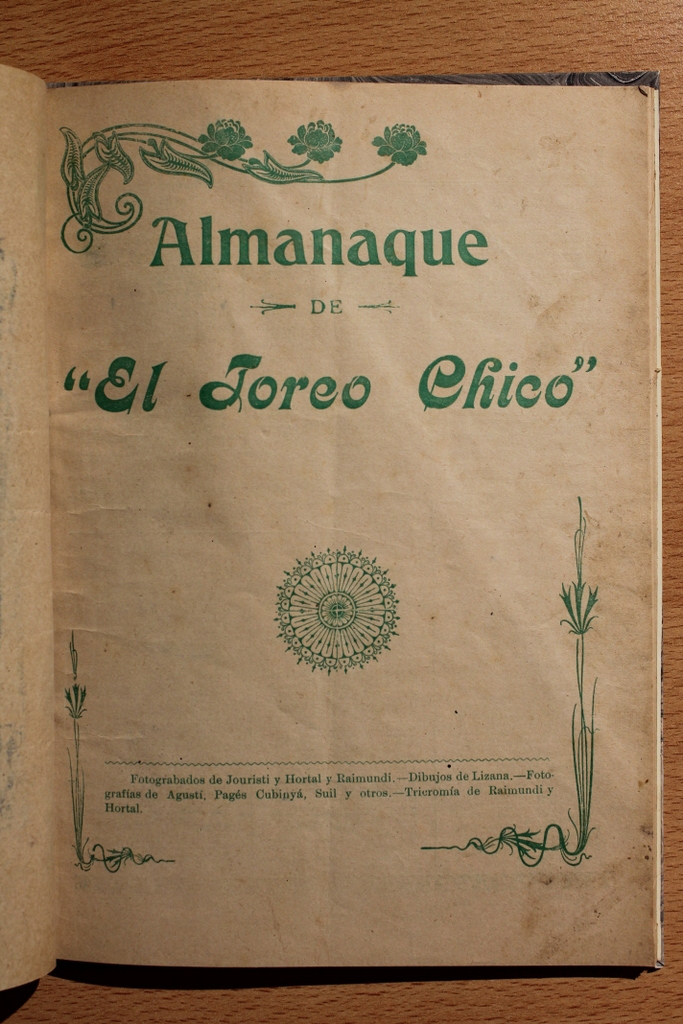 Almanaque
DE
“El Toreo Chico”
Fotograbados de Jouristi y Hortal y Raimundi.—Dibujos de Lizana.—Foto-
grafías de Agustí, Pagés Cubinyá, Suil y otros.—Tricromía de Raimundi y
Hortal.